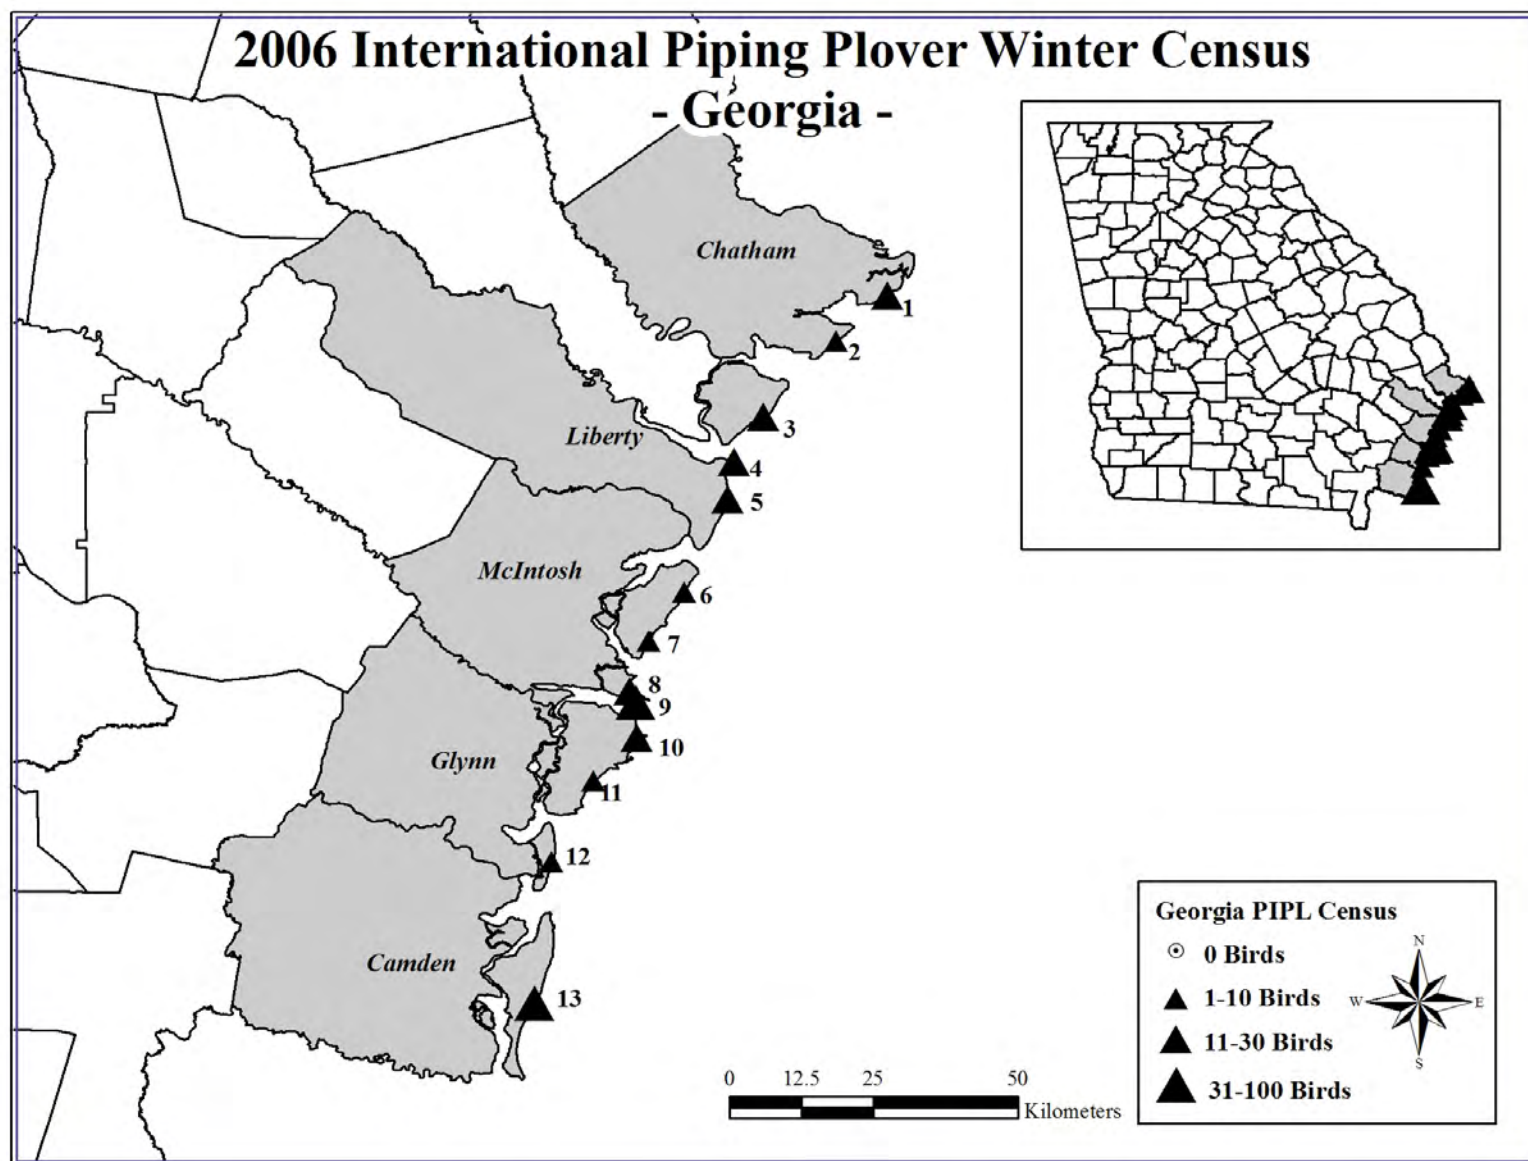 2006 International Piping Plover Winter Census
- Georgia -
Chatham
1
2
3
Liberty
4
5
McIntosh
6
7
8
9
10
Glynn
11
12
Camden
13
0 12.5 25 50
Kilometers
Georgia PIPL Census
0 Birds
1-10 Birds
11-30 Birds
31-100 Birds
N
W E
S